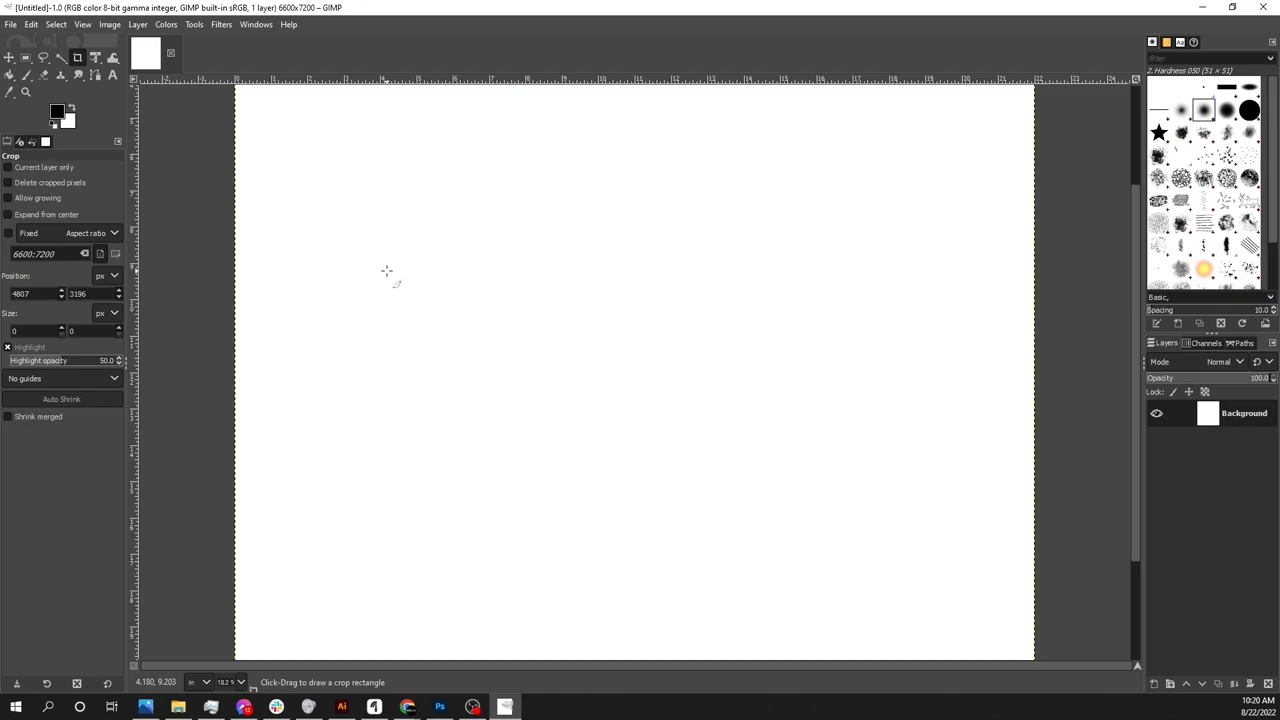 [Untitled]-1.0 (RGB color 8-bit gamma integer, GIMP built-in sRGB, 1 layer) 6600x7200 – GIMP
File Edit Select View Image Layer Colors Tools Filters Windows Help
filter
2. Hardness 050 (51 × 51)
Crop
Current layer only
Delete cropped pixels
Allow growing
Expand from center
Fixed Aspect ratio
6600:7200
Position: px
4807 3196
Size: px
0 0
Highlight
Highlight opacity 50.0
No guides
Auto Shrink
Shrink merged
Basic,
Spacing 10.0
Layers Channels Paths
Mode Normal
Opacity 100.0
Lock:
Background
4.180, 9.203 in 18.2 % Click-Drag to draw a crop rectangle
10:20 AM
8/22/2022